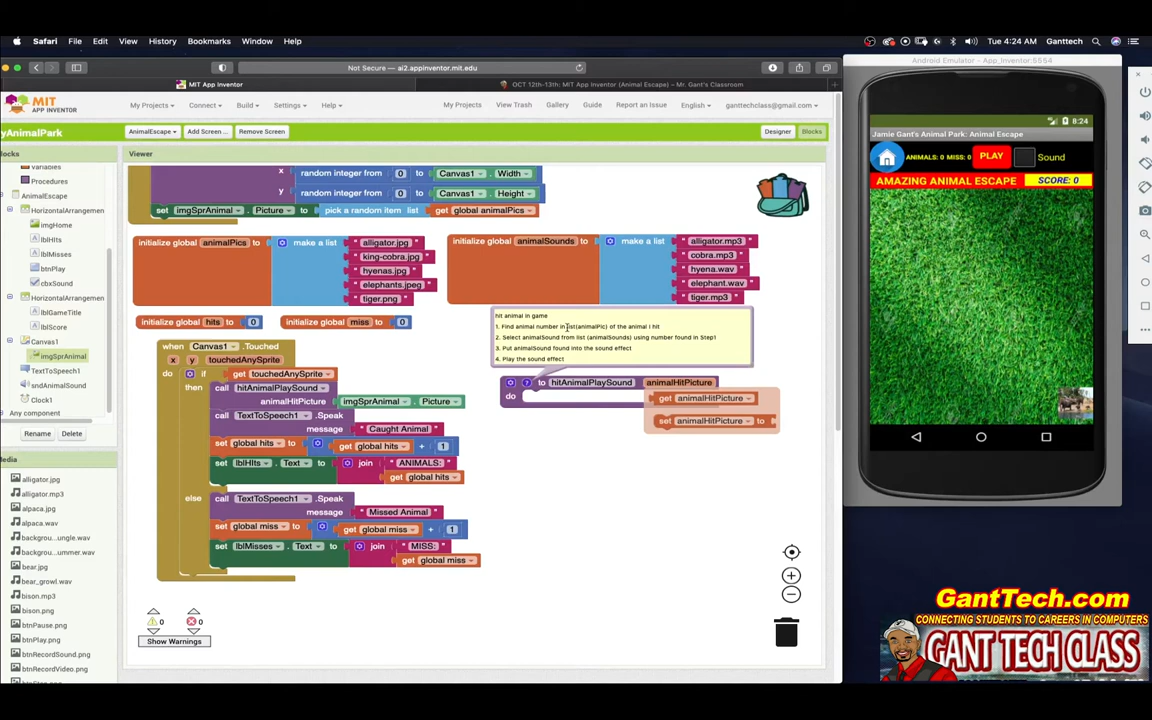 Safari File Edit View History Bookmarks Window Help Tue 4:24 AM Ganttech
Not Secure — ai2.appinventor.mit.edu
Android Emulator - App_Inventor:5554
MIT App Inventor OCT 12th-13th: MIT App Inventor (Animal Escape) – Mr. Gant's Classroom
MIT APP INVENTOR My Projects Connect Build Settings Help My Projects View Trash Gallery Guide Report an Issue English ganttechclass@gmail.com
yAnimalPark AnimalEscape Add Screen ... Remove Screen Designer Blocks
locks Viewer
Variables
Procedures
AnimalEscape
HorizontalArrangemen
imgHome
lblHits
lblMisses
btnPlay
cbxSound
HorizontalArrangemen
lblGameTitle
lblScore
Canvas1
imgSprAnimal
TextToSpeech1
sndAnimalSound
Clock1
Any component
Rename Delete
Media
alligator.jpg
alligator.mp3
alpaca.jpg
alpaca.wav
backgrou...ungle.wav
backgrou...ummer.wav
bear.jpg
bear_growl.wav
bison.mp3
bison.png
btnPause.png
btnPlay.png
btnRecordSound.png
btnRecordVideo.png
x random integer from 0 to Canvas1 . Width
y random integer from 0 to Canvas1 . Height
set imgSprAnimal . Picture to pick a random item list get global animalPics
initialize global animalPics to make a list " alligator.jpg "
" king-cobra.jpg "
" hyenas.jpg "
" elephants.jpeg "
" tiger.png "
initialize global animalSounds to make a list " alligator.mp3 "
" cobra.mp3 "
" hyena.wav "
" elephant.wav "
" tiger.mp3 "
initialize global hits to 0 initialize global miss to 0
hit animal in game
1. Find animal number in list(animalPic) of the animal I hit
2. Select animalSound from list (animalSounds) using number found in Step1
3. Put animalSound found into the sound effect
4. Play the sound effect
to hitAnimalPlaySound animalHitPicture
do
get animalHitPicture
set animalHitPicture to
when Canvas1 .Touched
x y touchedAnySprite
do if get touchedAnySprite
then call hitAnimalPlaySound
animalHitPicture imgSprAnimal . Picture
call TextToSpeech1 .Speak
message " Caught Animal "
set global hits to get global hits + 1
set lblHits . Text to join " ANIMALS: "
get global hits
else call TextToSpeech1 .Speak
message " Missed Animal "
set global miss to get global miss + 1
set lblMisses . Text to join " MISS: "
get global miss
0 0
Show Warnings
8:24
Jamie Gant's Animal Park: Animal Escape
ANIMALS: 0 MISS: 0 PLAY Sound
AMAZING ANIMAL ESCAPE SCORE: 0
GantTech.com
CONNECTING STUDENTS TO CAREERS IN COMPUTERS
GANT TECH CLASS